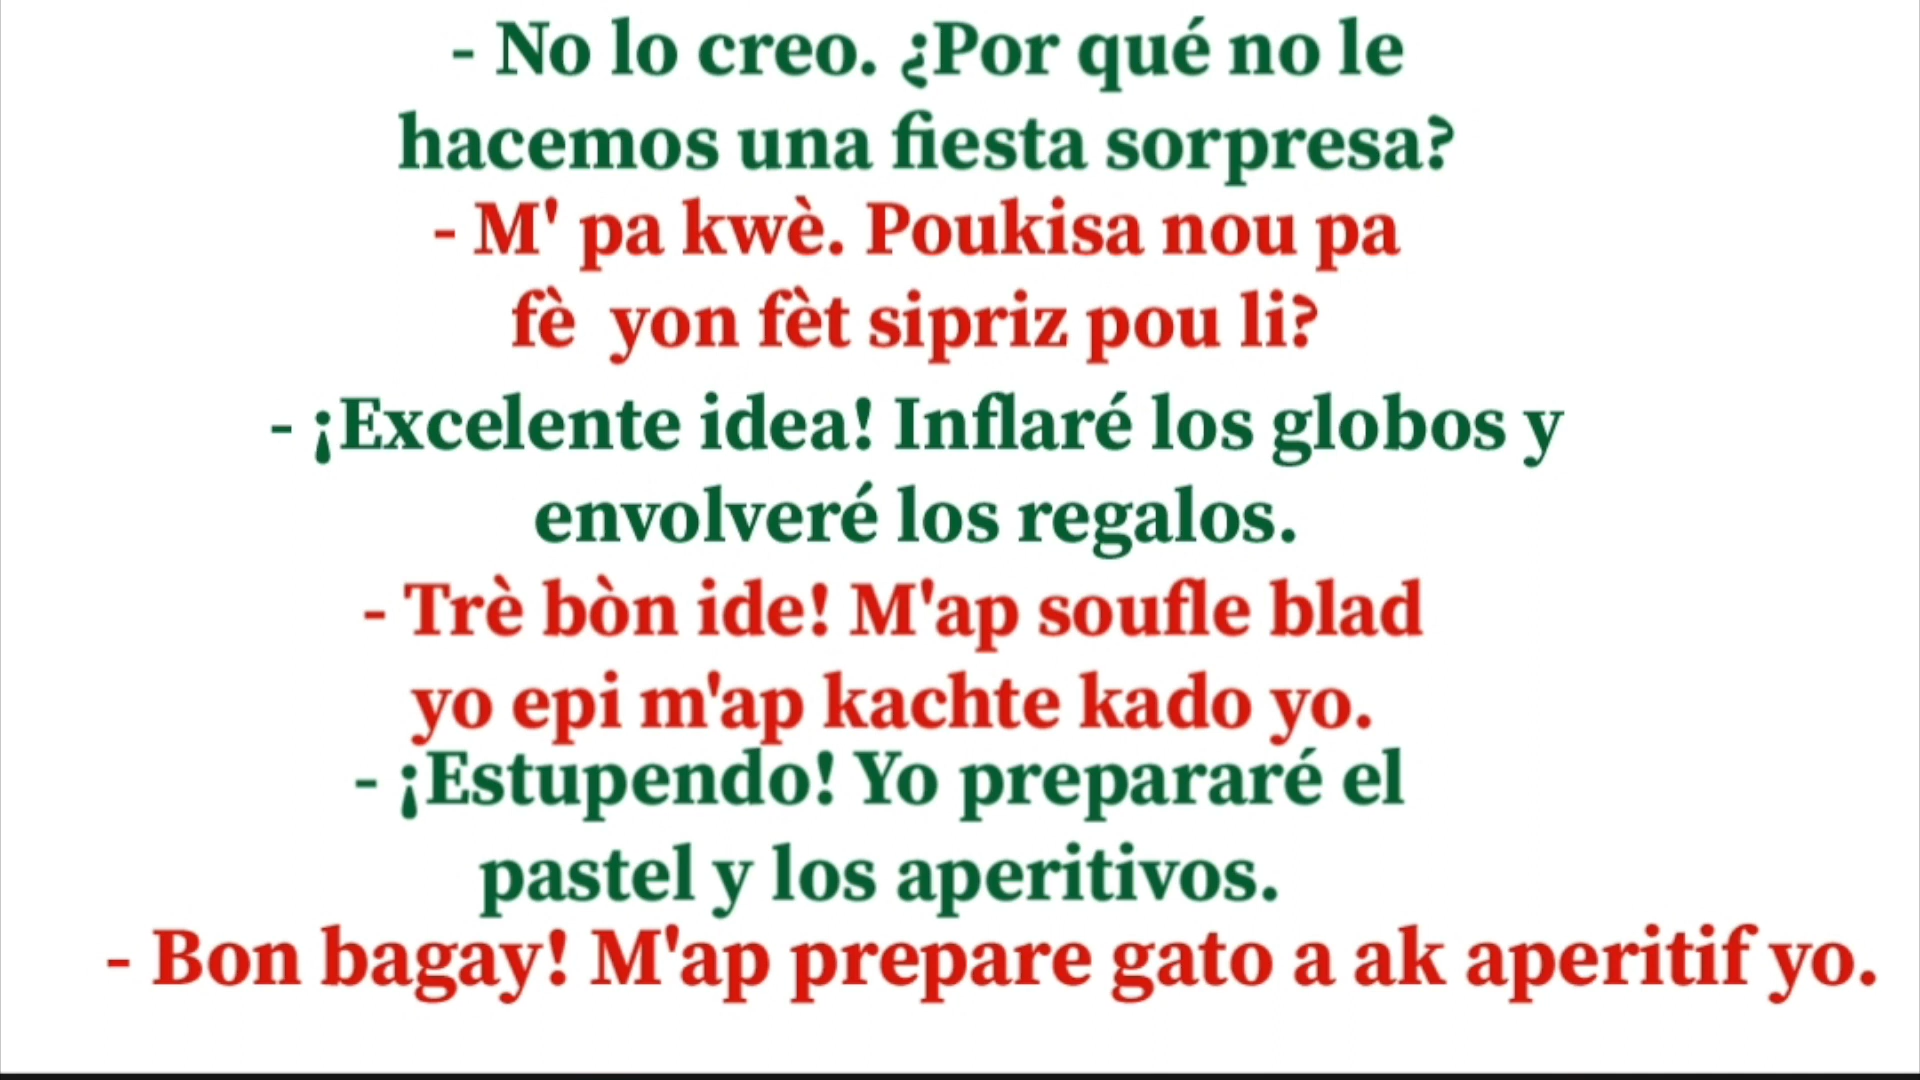 - No lo creo. ¿Por qué no le
hacemos una fiesta sorpresa?
- M' pa kwè. Poukisa nou pa
fè yon fèt sipriz pou li?
- ¡Excelente idea! Inflaré los globos y
envolveré los regalos.
- Trè bòn ide! M'ap soufle blad
yo epi m'ap kachte kado yo.
- ¡Estupendo! Yo prepararé el
pastel y los aperitivos.
- Bon bagay! M'ap prepare gato a ak aperitif yo.